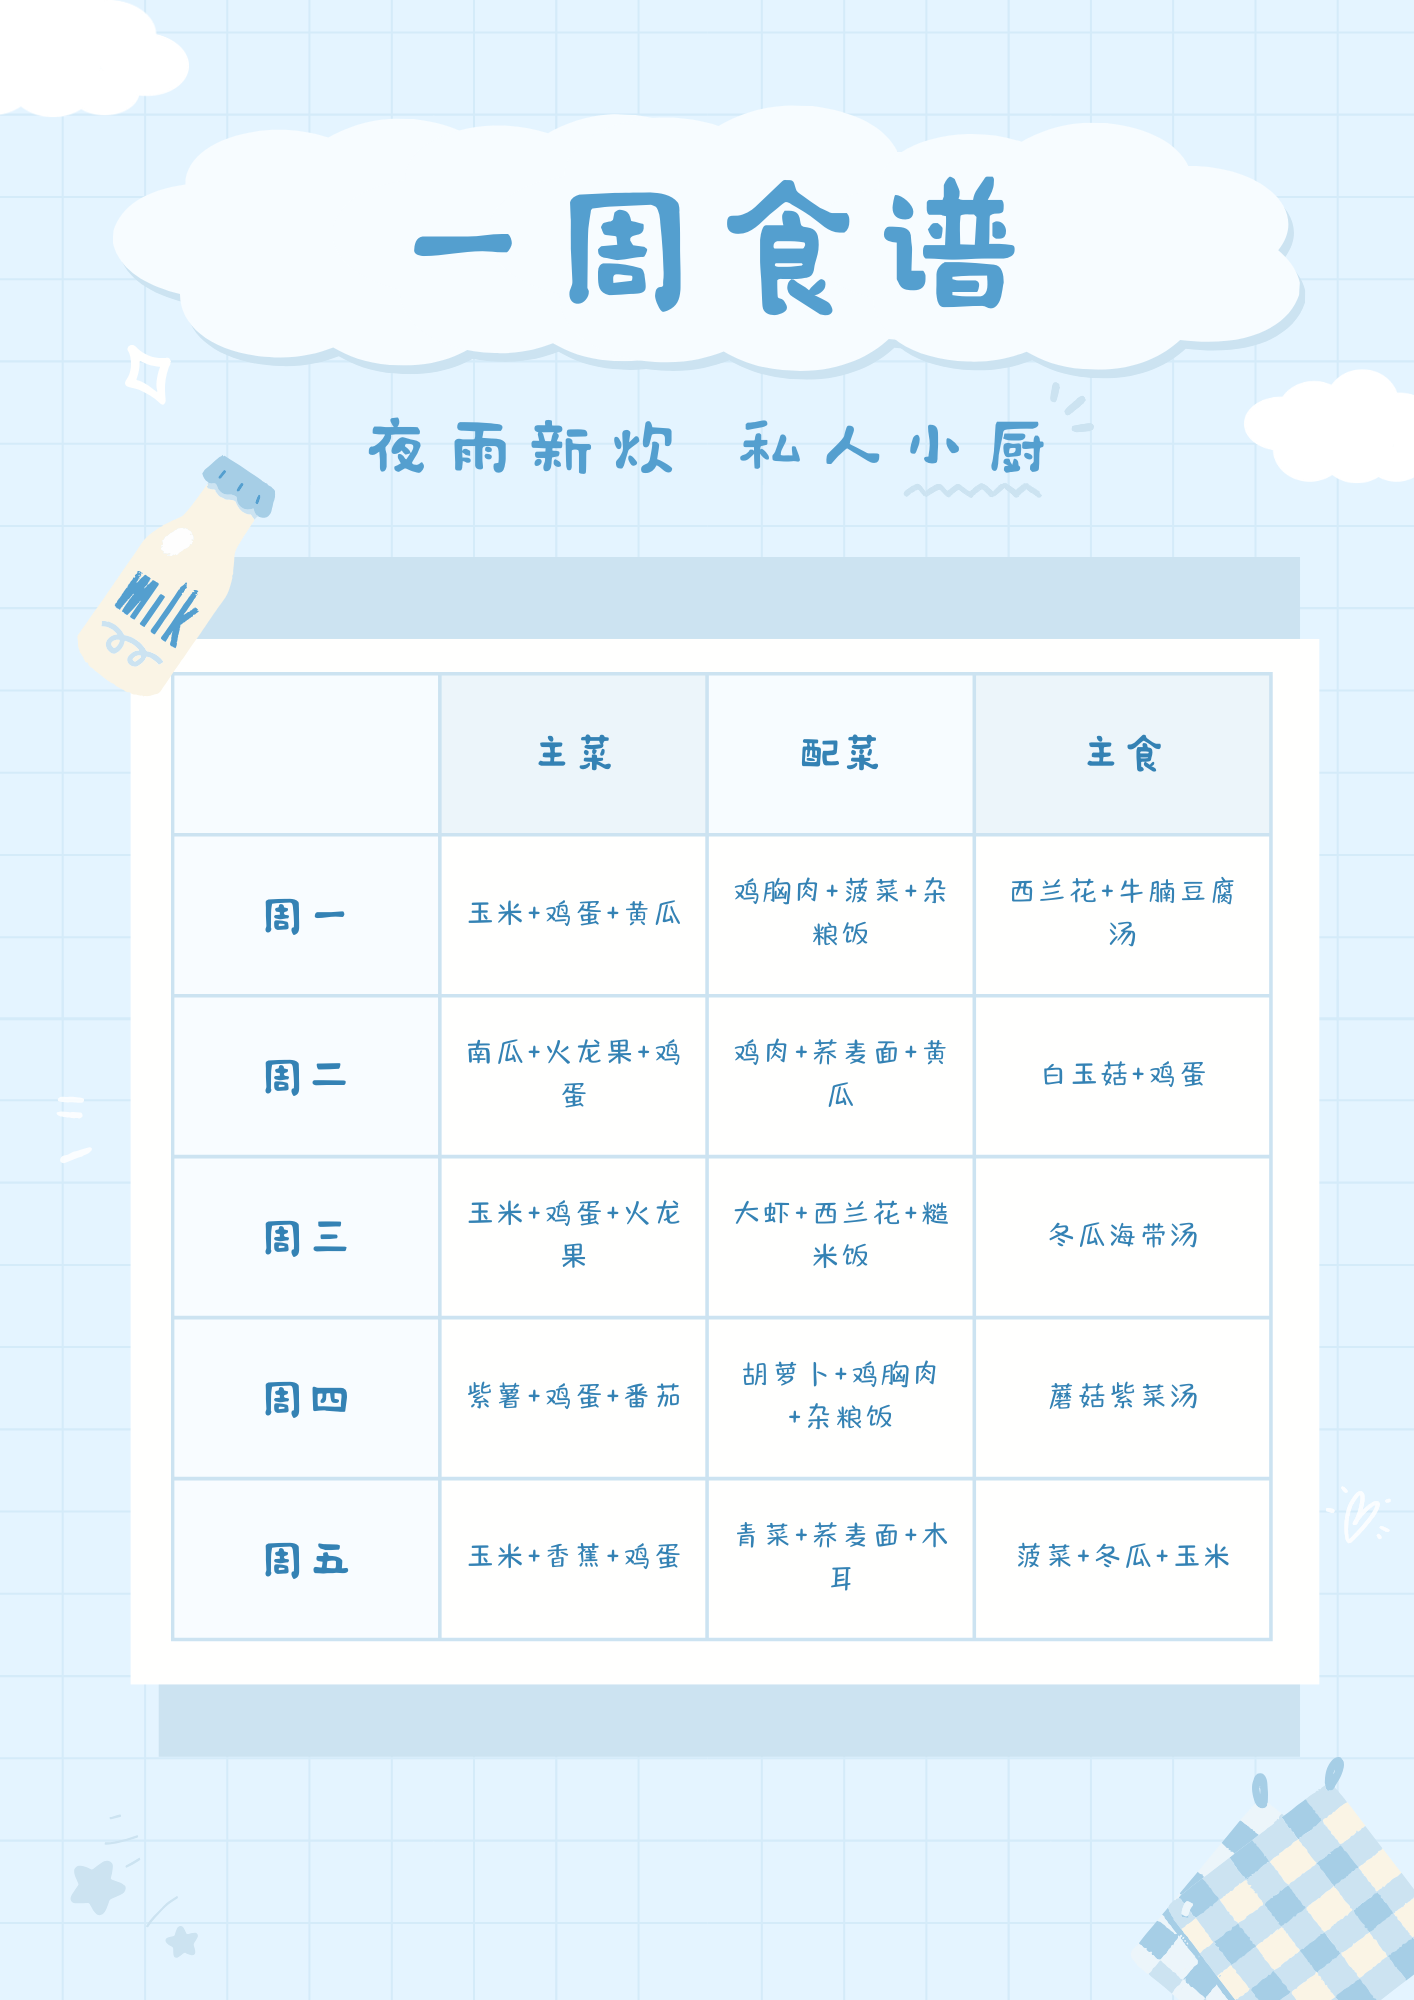 一周食谱
夜雨新炊 私人小厨
Milk
主菜 配菜 主食
周一
玉米+鸡蛋+黄瓜
鸡胸肉+菠菜+杂
粮饭
西兰花+牛腩豆腐
汤
周二
南瓜+火龙果+鸡
蛋
鸡肉+荞麦面+黄
瓜
白玉菇+鸡蛋
周三
玉米+鸡蛋+火龙
果
大虾+西兰花+糙
米饭
冬瓜海带汤
周四
紫薯+鸡蛋+番茄
胡萝卜+鸡胸肉
+杂粮饭
蘑菇紫菜汤
周五
玉米+香蕉+鸡蛋
青菜+荞麦面+木
耳
菠菜+冬瓜+玉米